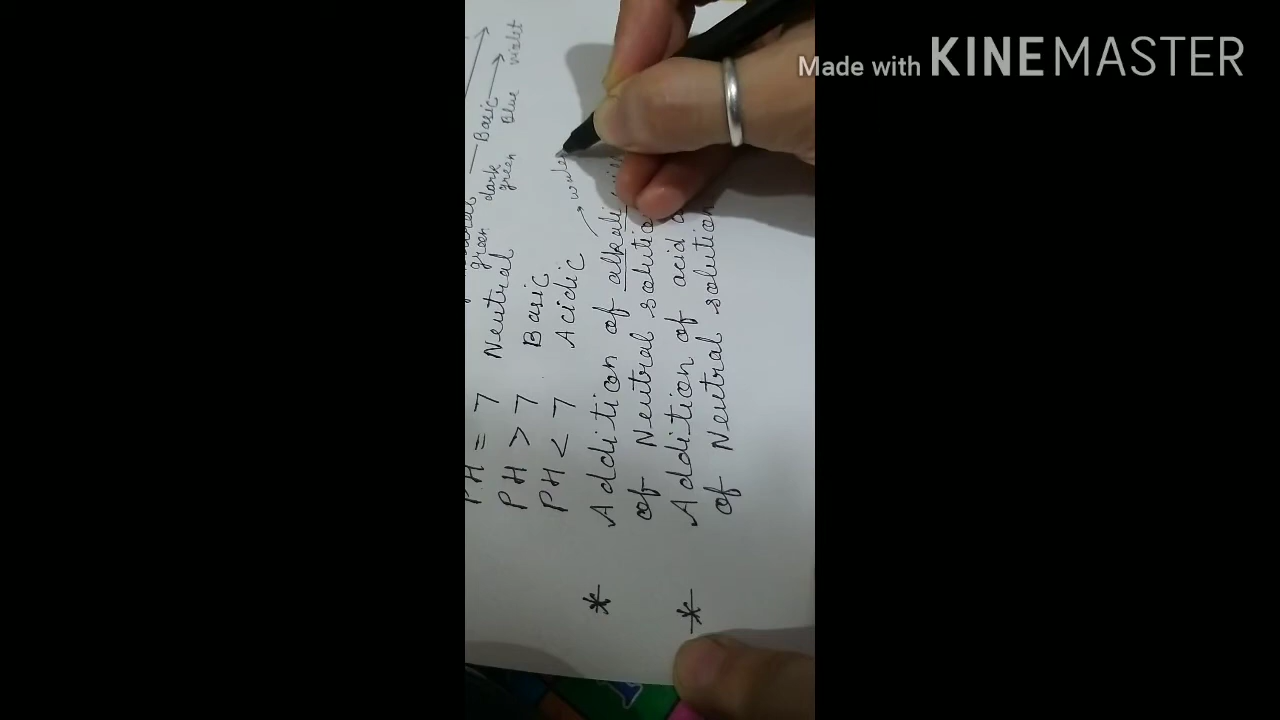 Made with KINEMASTER
green dark green Blue violet
Basic
PH = 7 Neutral
PH > 7 Basic
PH < 7 Acidic
* Addition of alkali
of Neutral solution
* Addition of acid
of Neutral solution